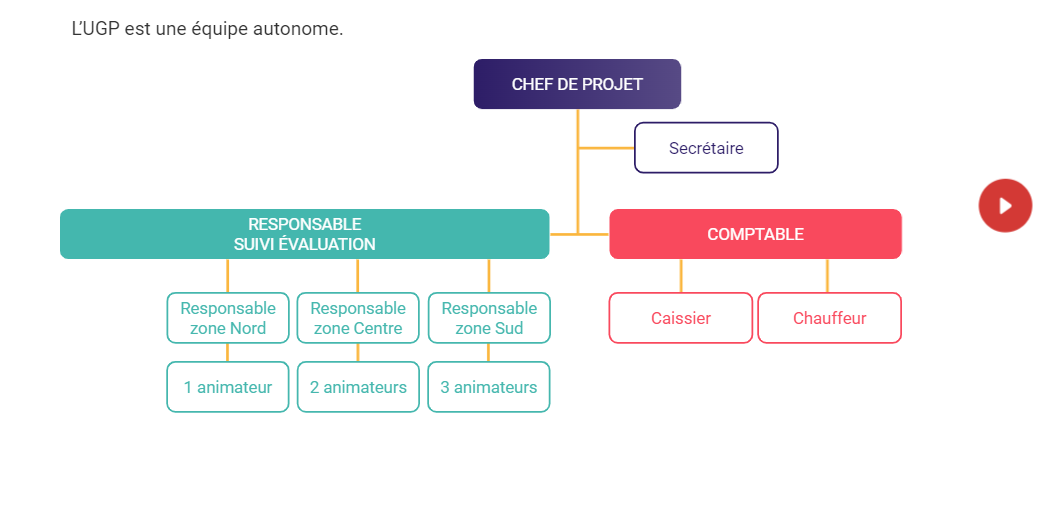 L’UGP est une équipe autonome.
CHEF DE PROJET
Secrétaire
RESPONSABLE
SUIVI ÉVALUATION
COMPTABLE
Responsable
zone Nord
Responsable
zone Centre
Responsable
zone Sud
Caissier
Chauffeur
1 animateur
2 animateurs
3 animateurs